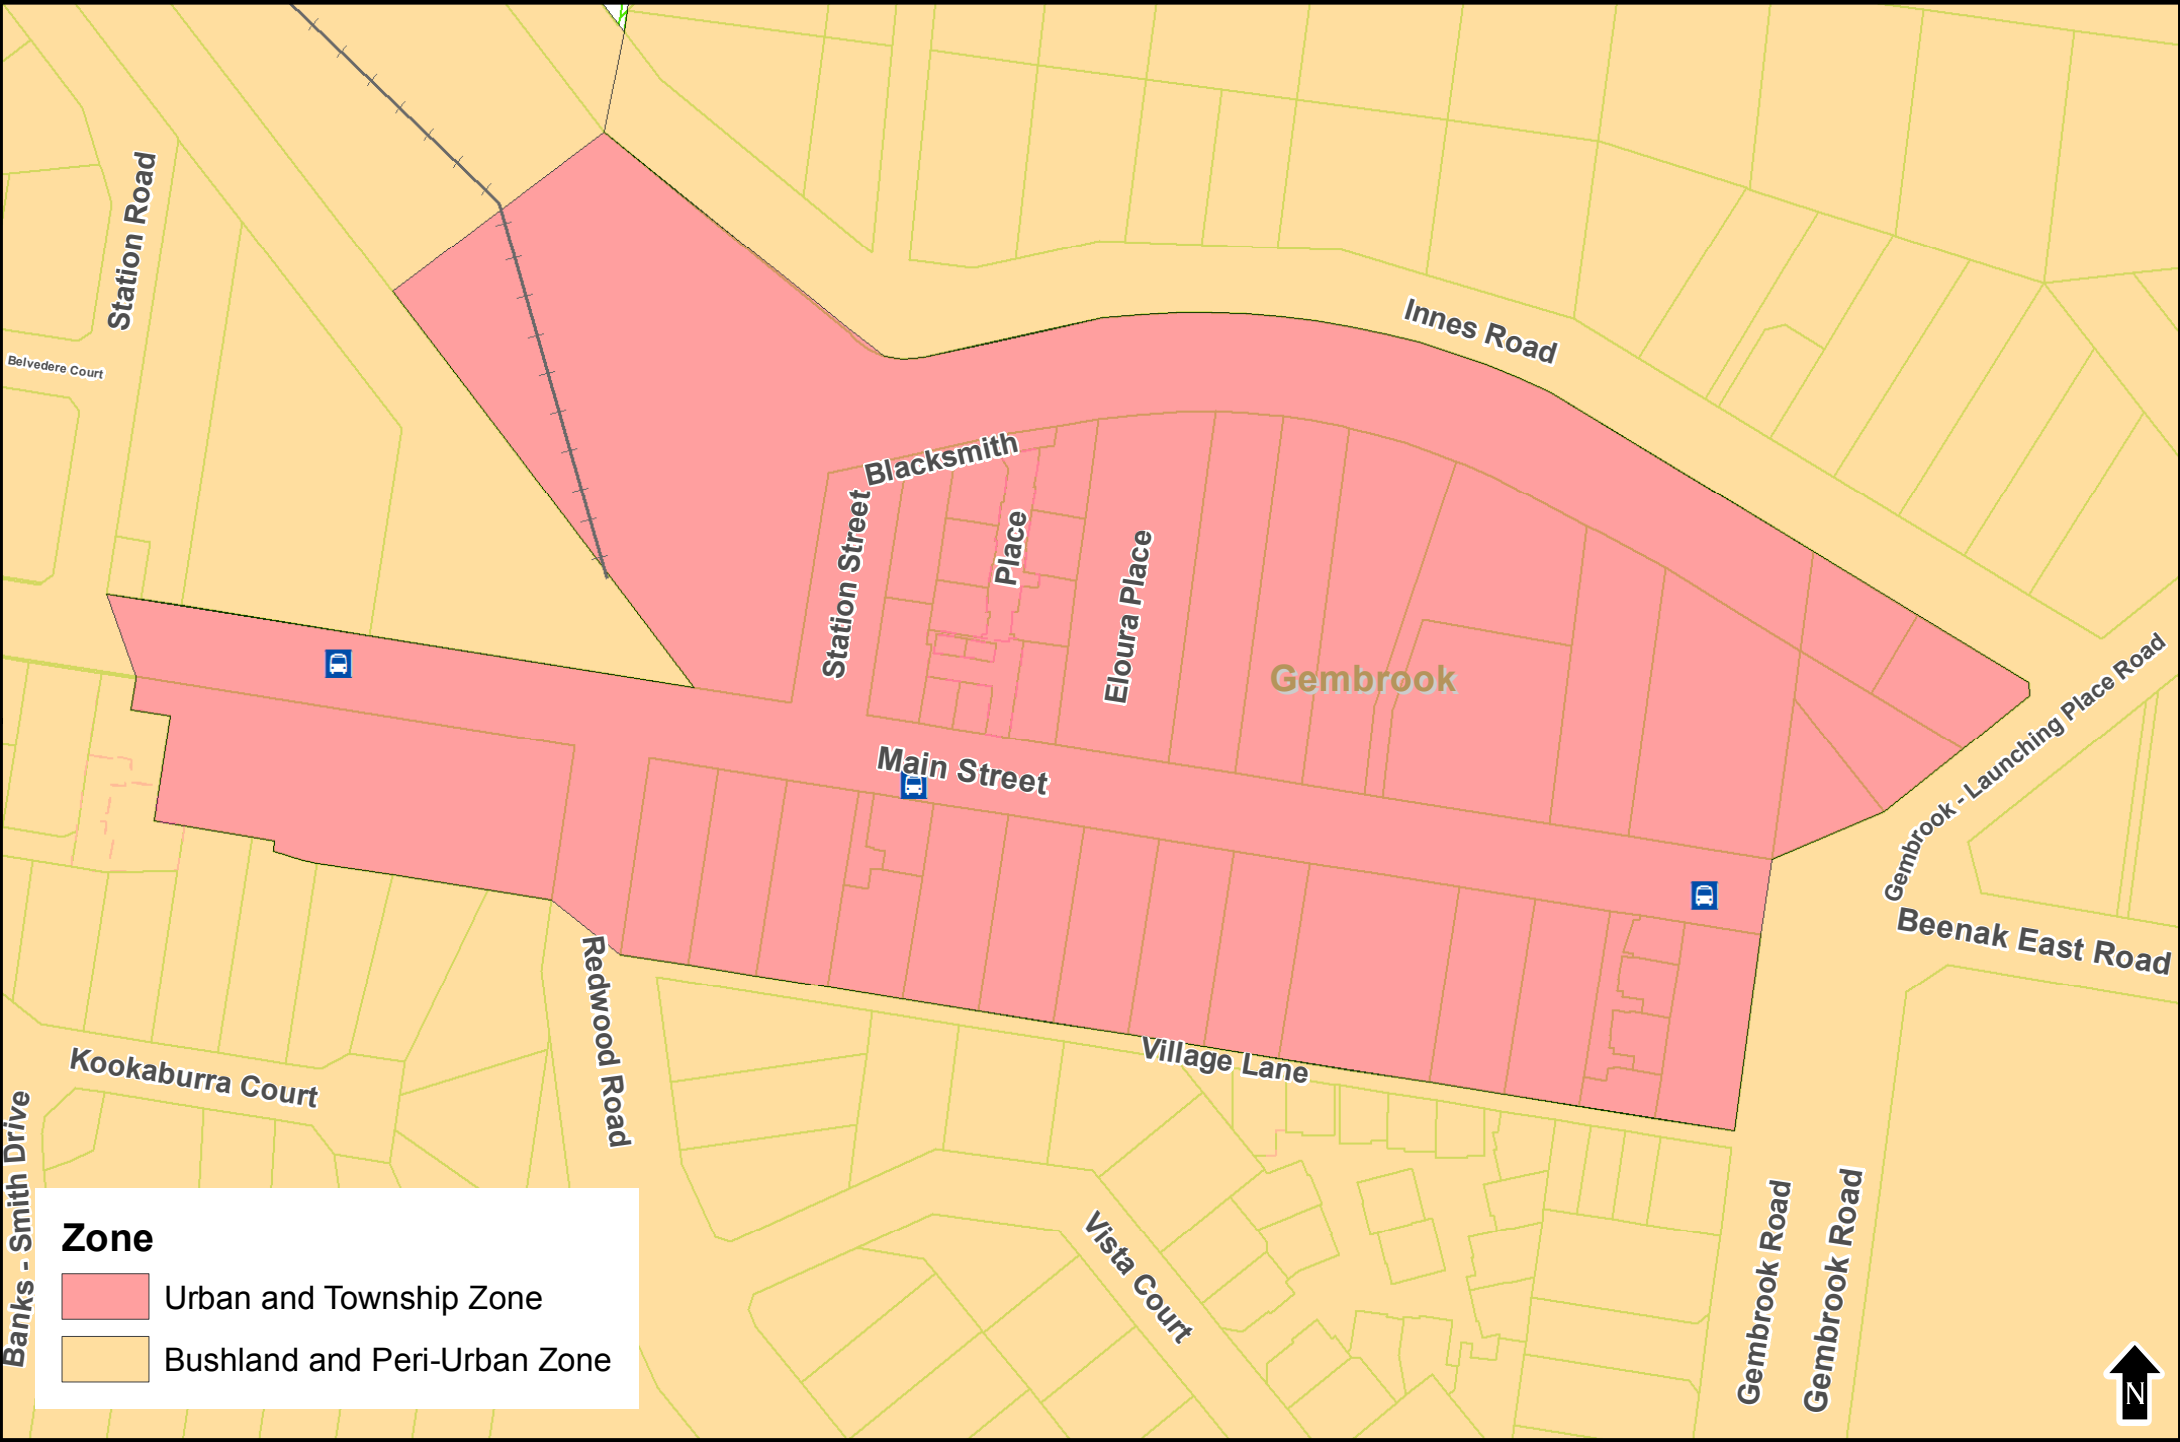 Station Road
Belvedere Court
Innes Road
Blacksmith
Place
Station Street
Eloura Place
Gembrook
Main Street
Gembrook - Launching Place Road
Beenak East Road
Redwood Road
Village Lane
Kookaburra Court
Banks - Smith Drive
Vista Court
Gembrook Road
Gembrook Road
Zone
Urban and Township Zone
Bushland and Peri-Urban Zone
N